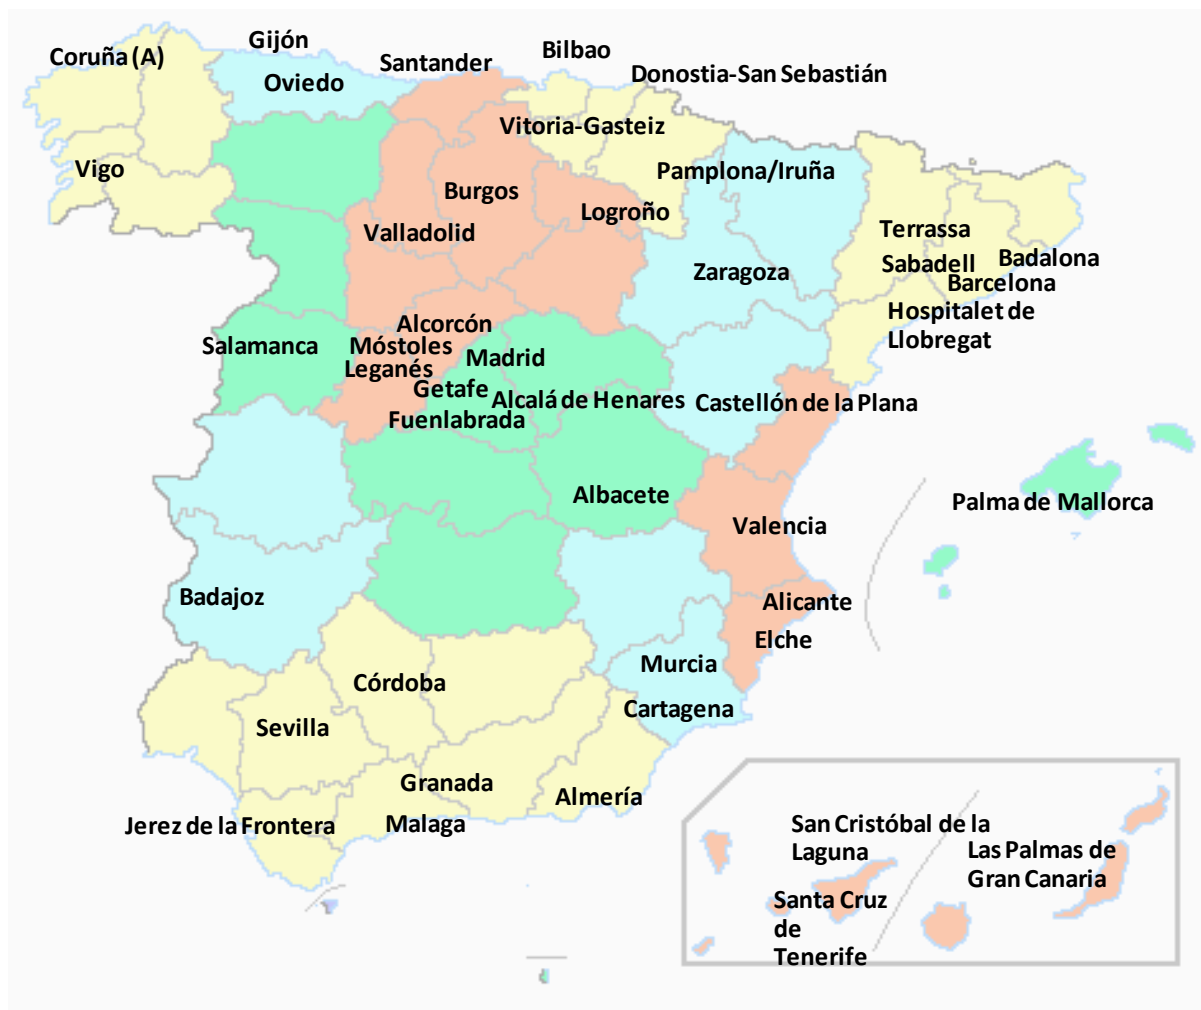 Gijón
Bilbao
Coruña (A)
Santander
Donostia-San Sebastián
Oviedo
Vitoria-Gasteiz
Vigo
Pamplona/Iruña
Burgos
Logroño
Terrassa
Valladolid
Badalona
Sabadell
Zaragoza
Barcelona
Hospitalet de
Llobregat
Alcorcón
Salamanca
Móstoles
Madrid
Leganés
Getafe
Alcalá de Henares
Castellón de la Plana
Fuenlabrada
Albacete
Palma de Mallorca
Valencia
Badajoz
Alicante
Elche
Murcia
Córdoba
Cartagena
Sevilla
Granada
Almería
Jerez de la Frontera
Malaga
San Cristóbal de la
Laguna
Las Palmas de
Gran Canaria
Santa Cruz
de
Tenerife